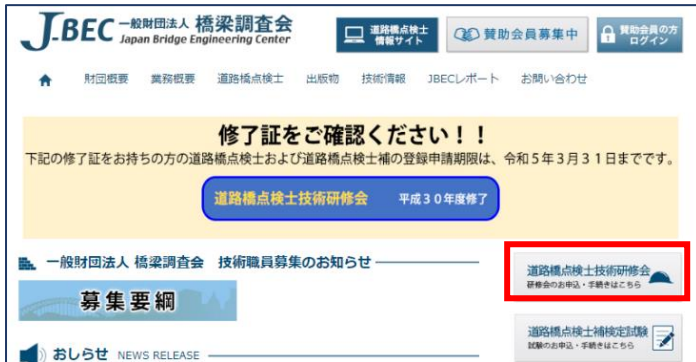 J-BEC 一般財団法人 橋梁調査会
Japan Bridge Engineering Center
道路橋点検士
情報サイト
賛助会員募集中
賛助会員の方
ログイン
財団概要 業務概要 道路橋点検士 出版物 技術情報 JBECレポート お問い合わせ
修了証をご確認ください！！
下記の修了証をお持ちの方の道路橋点検士および道路橋点検士補の登録申請期限は、令和5年3月31日までです。
道路橋点検士技術研修会 平成30年度修了
一般財団法人 橋梁調査会 技術職員募集のお知らせ
募集要綱
道路橋点検士技術研修会
研修会のお申込・手続きはこちら
道路橋点検士補検定試験
試験のお申込・手続きはこちら
おしらせ NEWS RELEASE